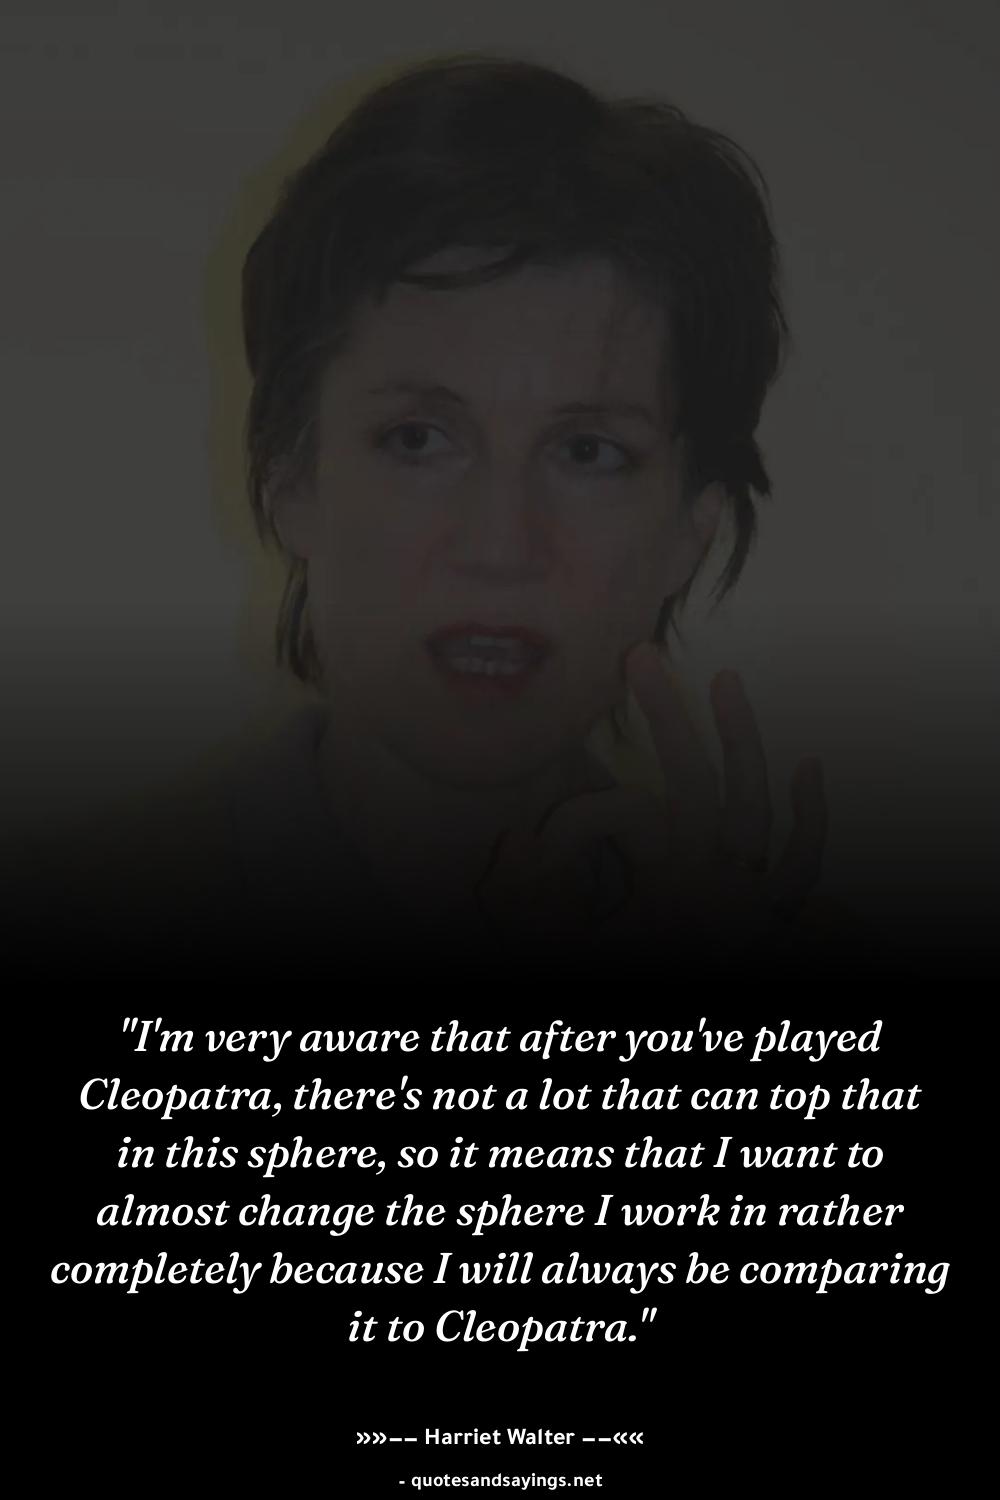 "I'm very aware that after you've played
Cleopatra, there's not a lot that can top that
in this sphere, so it means that I want to
almost change the sphere I work in rather
completely because I will always be comparing
it to Cleopatra."
»»–– Harriet Walter ––««
- quotesandsayings.net